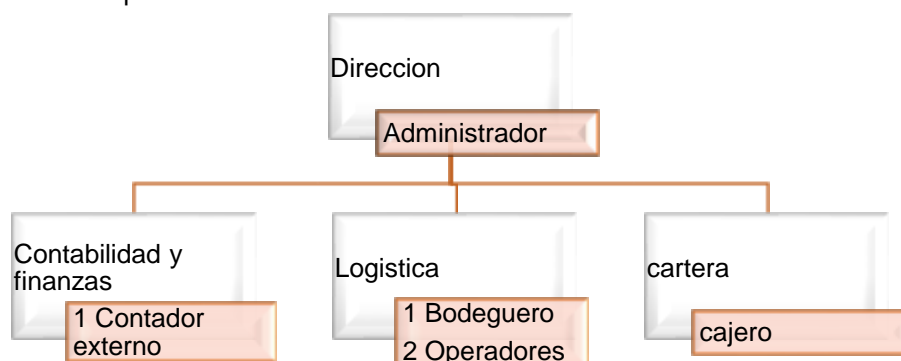 Direccion
Administrador
Contabilidad y
finanzas
1 Contador
externo
Logistica
1 Bodeguero
2 Operadores
cartera
cajero